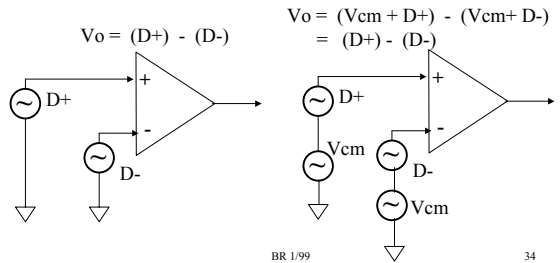 Vo = (D+) - (D-)
+
D+
-
D-
Vo = (Vcm + D+) - (Vcm+ D-)
= (D+) - (D-)
+
D+
-
Vcm
D-
Vcm
BR 1/99
34